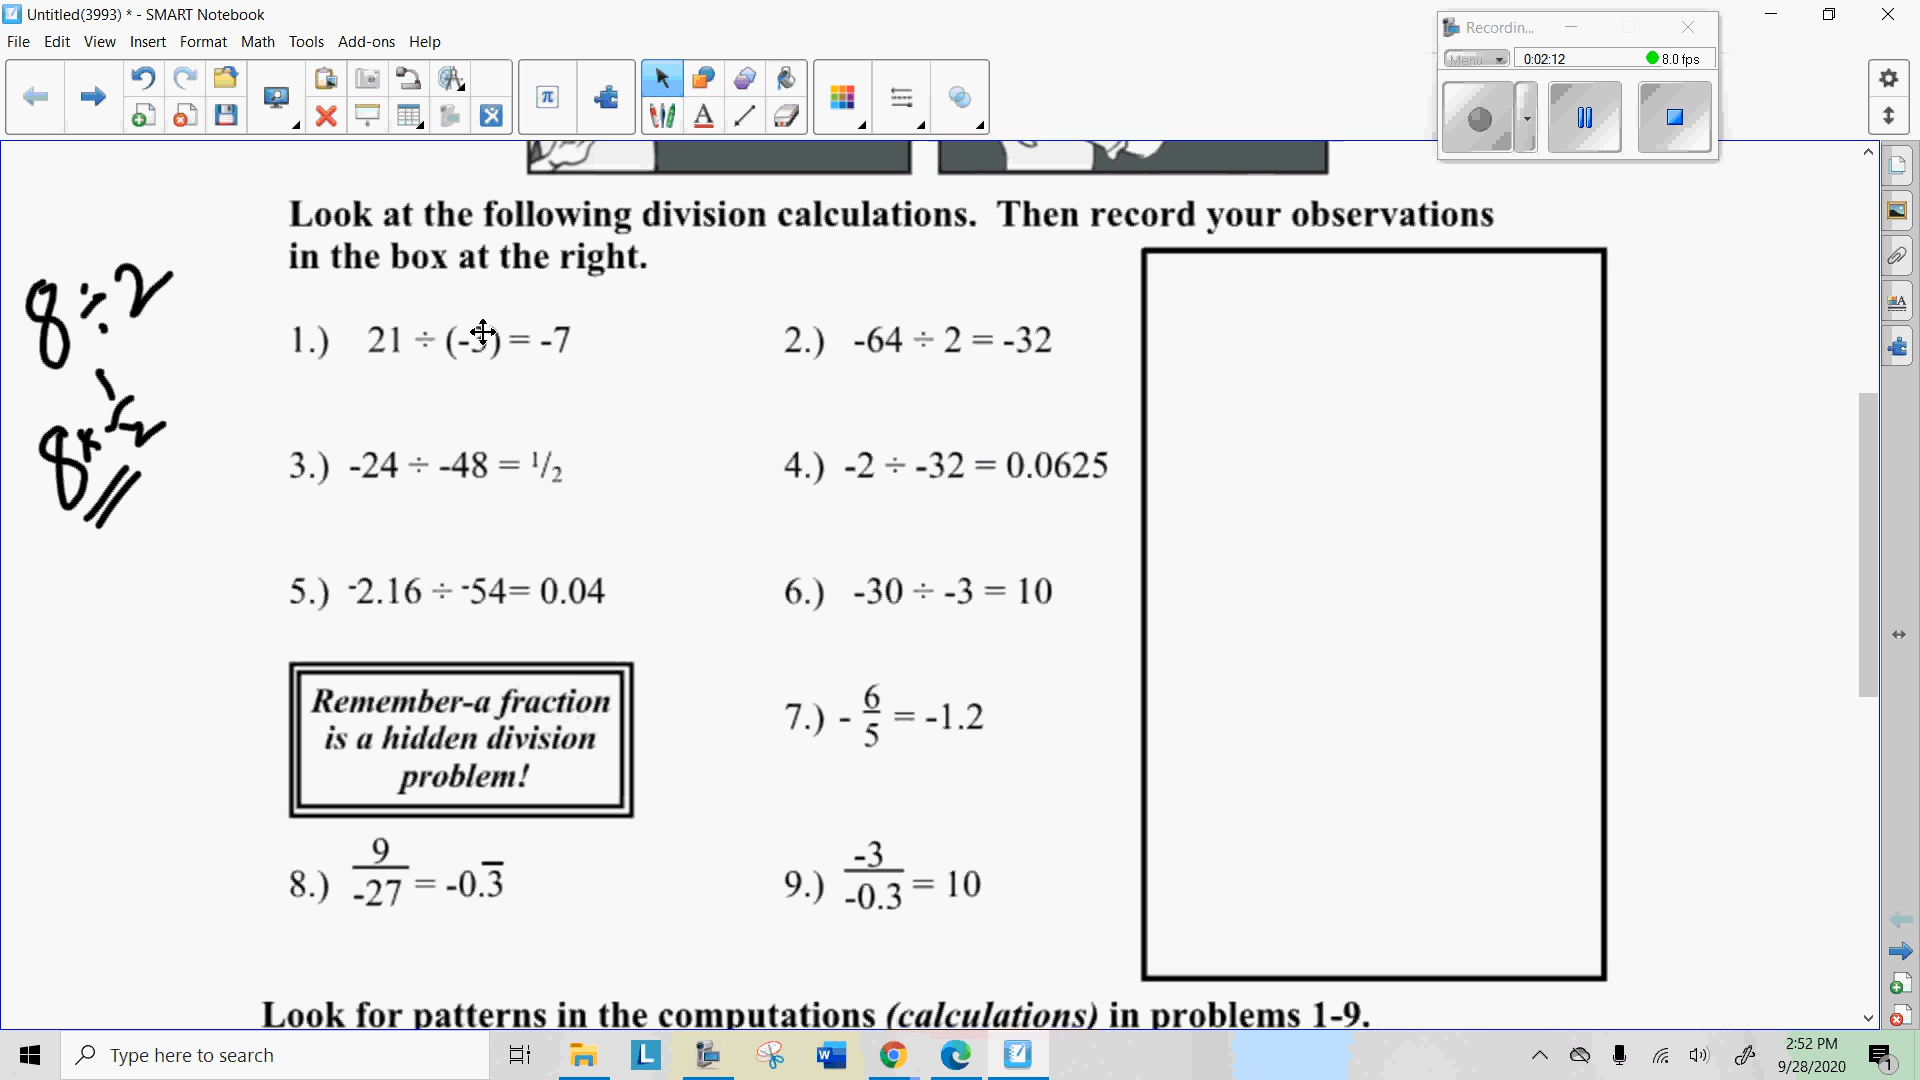 Untitled(3993) * - SMART Notebook
File Edit View Insert Format Math Tools Add-ons Help
Recordin...
Menu 0:02:12 8.0 fps
Look at the following division calculations. Then record your observations
in the box at the right.
8÷2
1.) 21 ÷ (-3) = -7
2.) -64 ÷ 2 = -32
3.) -24 ÷ -48 = 1/2
4.) -2 ÷ -32 = 0.0625
5.) -2.16 ÷ -54= 0.04
6.) -30 ÷ -3 = 10
Remember-a fraction
is a hidden division
problem!
7.) - 6/5 = -1.2
8.) 9/-27 = -0.3̅
9.) -3/-0.3 = 10
Look for patterns in the computations (calculations) in problems 1-9.
Type here to search
2:52 PM
9/28/2020
1